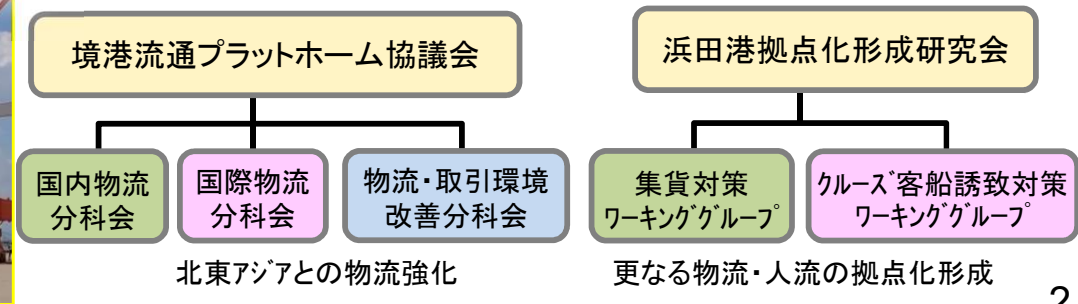 境港流通プラットホーム協議会
国内物流
分科会
国際物流
分科会
物流・取引環境
改善分科会
北東アジアとの物流強化
浜田港拠点化形成研究会
集貨対策
ワーキンググループ
クルーズ客船誘致対策
ワーキンググループ
更なる物流・人流の拠点化形成
2